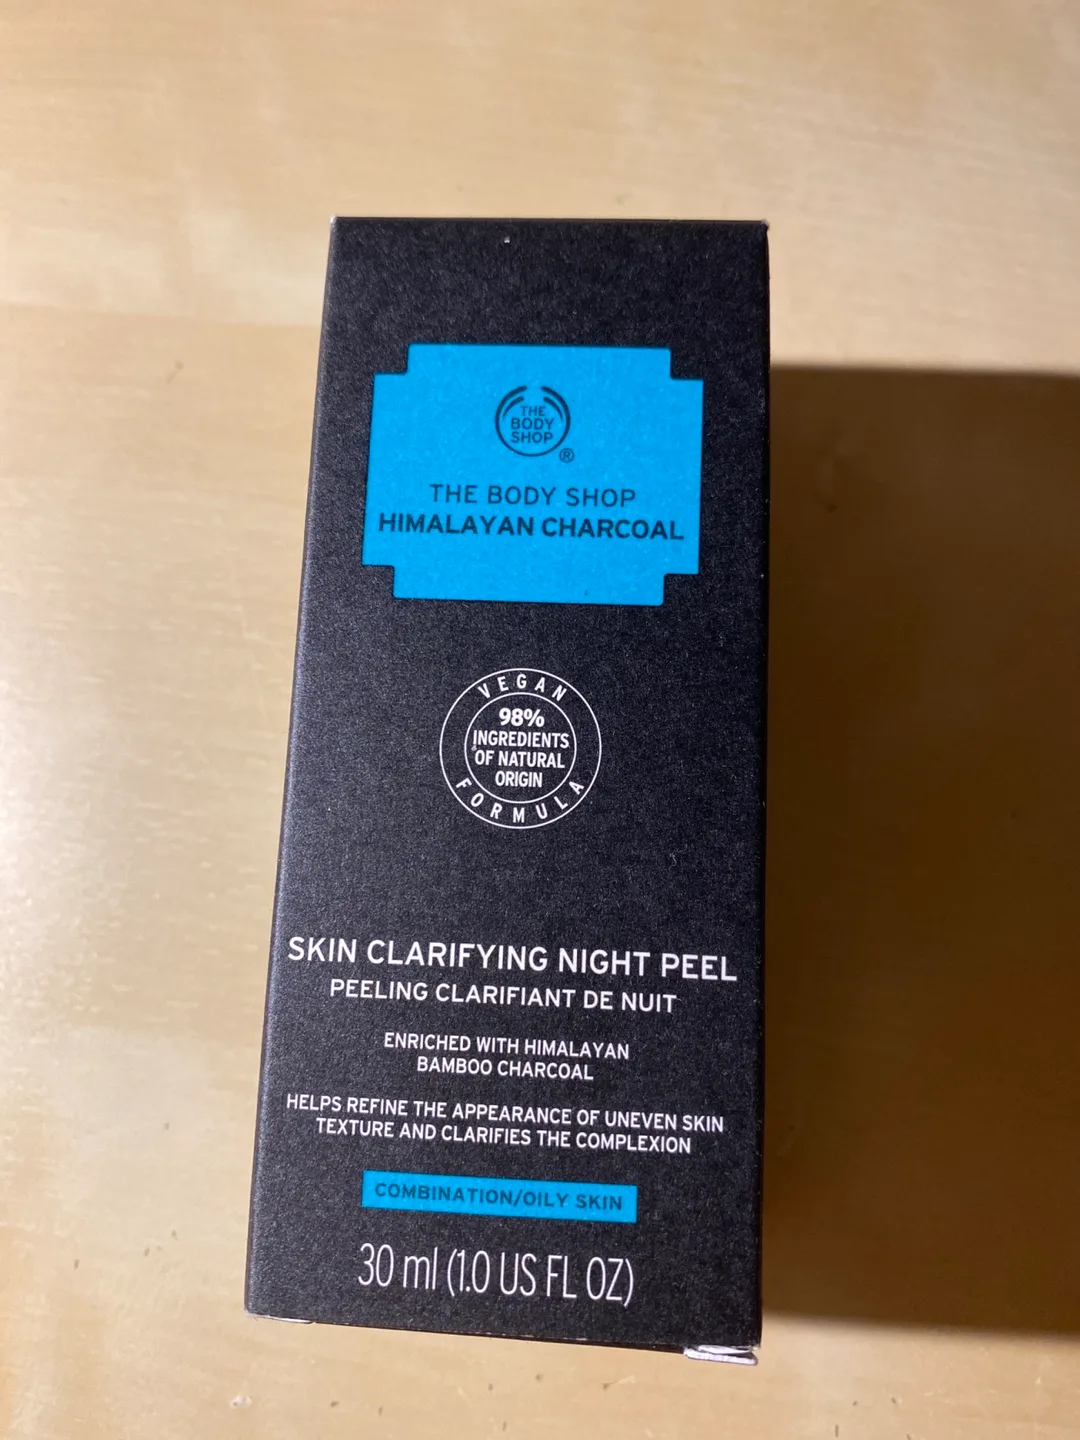 THE
BODY
SHOP
®
THE BODY SHOP
HIMALAYAN CHARCOAL
VEGAN
98%
INGREDIENTS
OF NATURAL
ORIGIN
FORMULA
SKIN CLARIFYING NIGHT PEEL
PEELING CLARIFIANT DE NUIT
ENRICHED WITH HIMALAYAN
BAMBOO CHARCOAL
HELPS REFINE THE APPEARANCE OF UNEVEN SKIN
TEXTURE AND CLARIFIES THE COMPLEXION
COMBINATION/OILY SKIN
30 ml (1.0 US FL OZ)